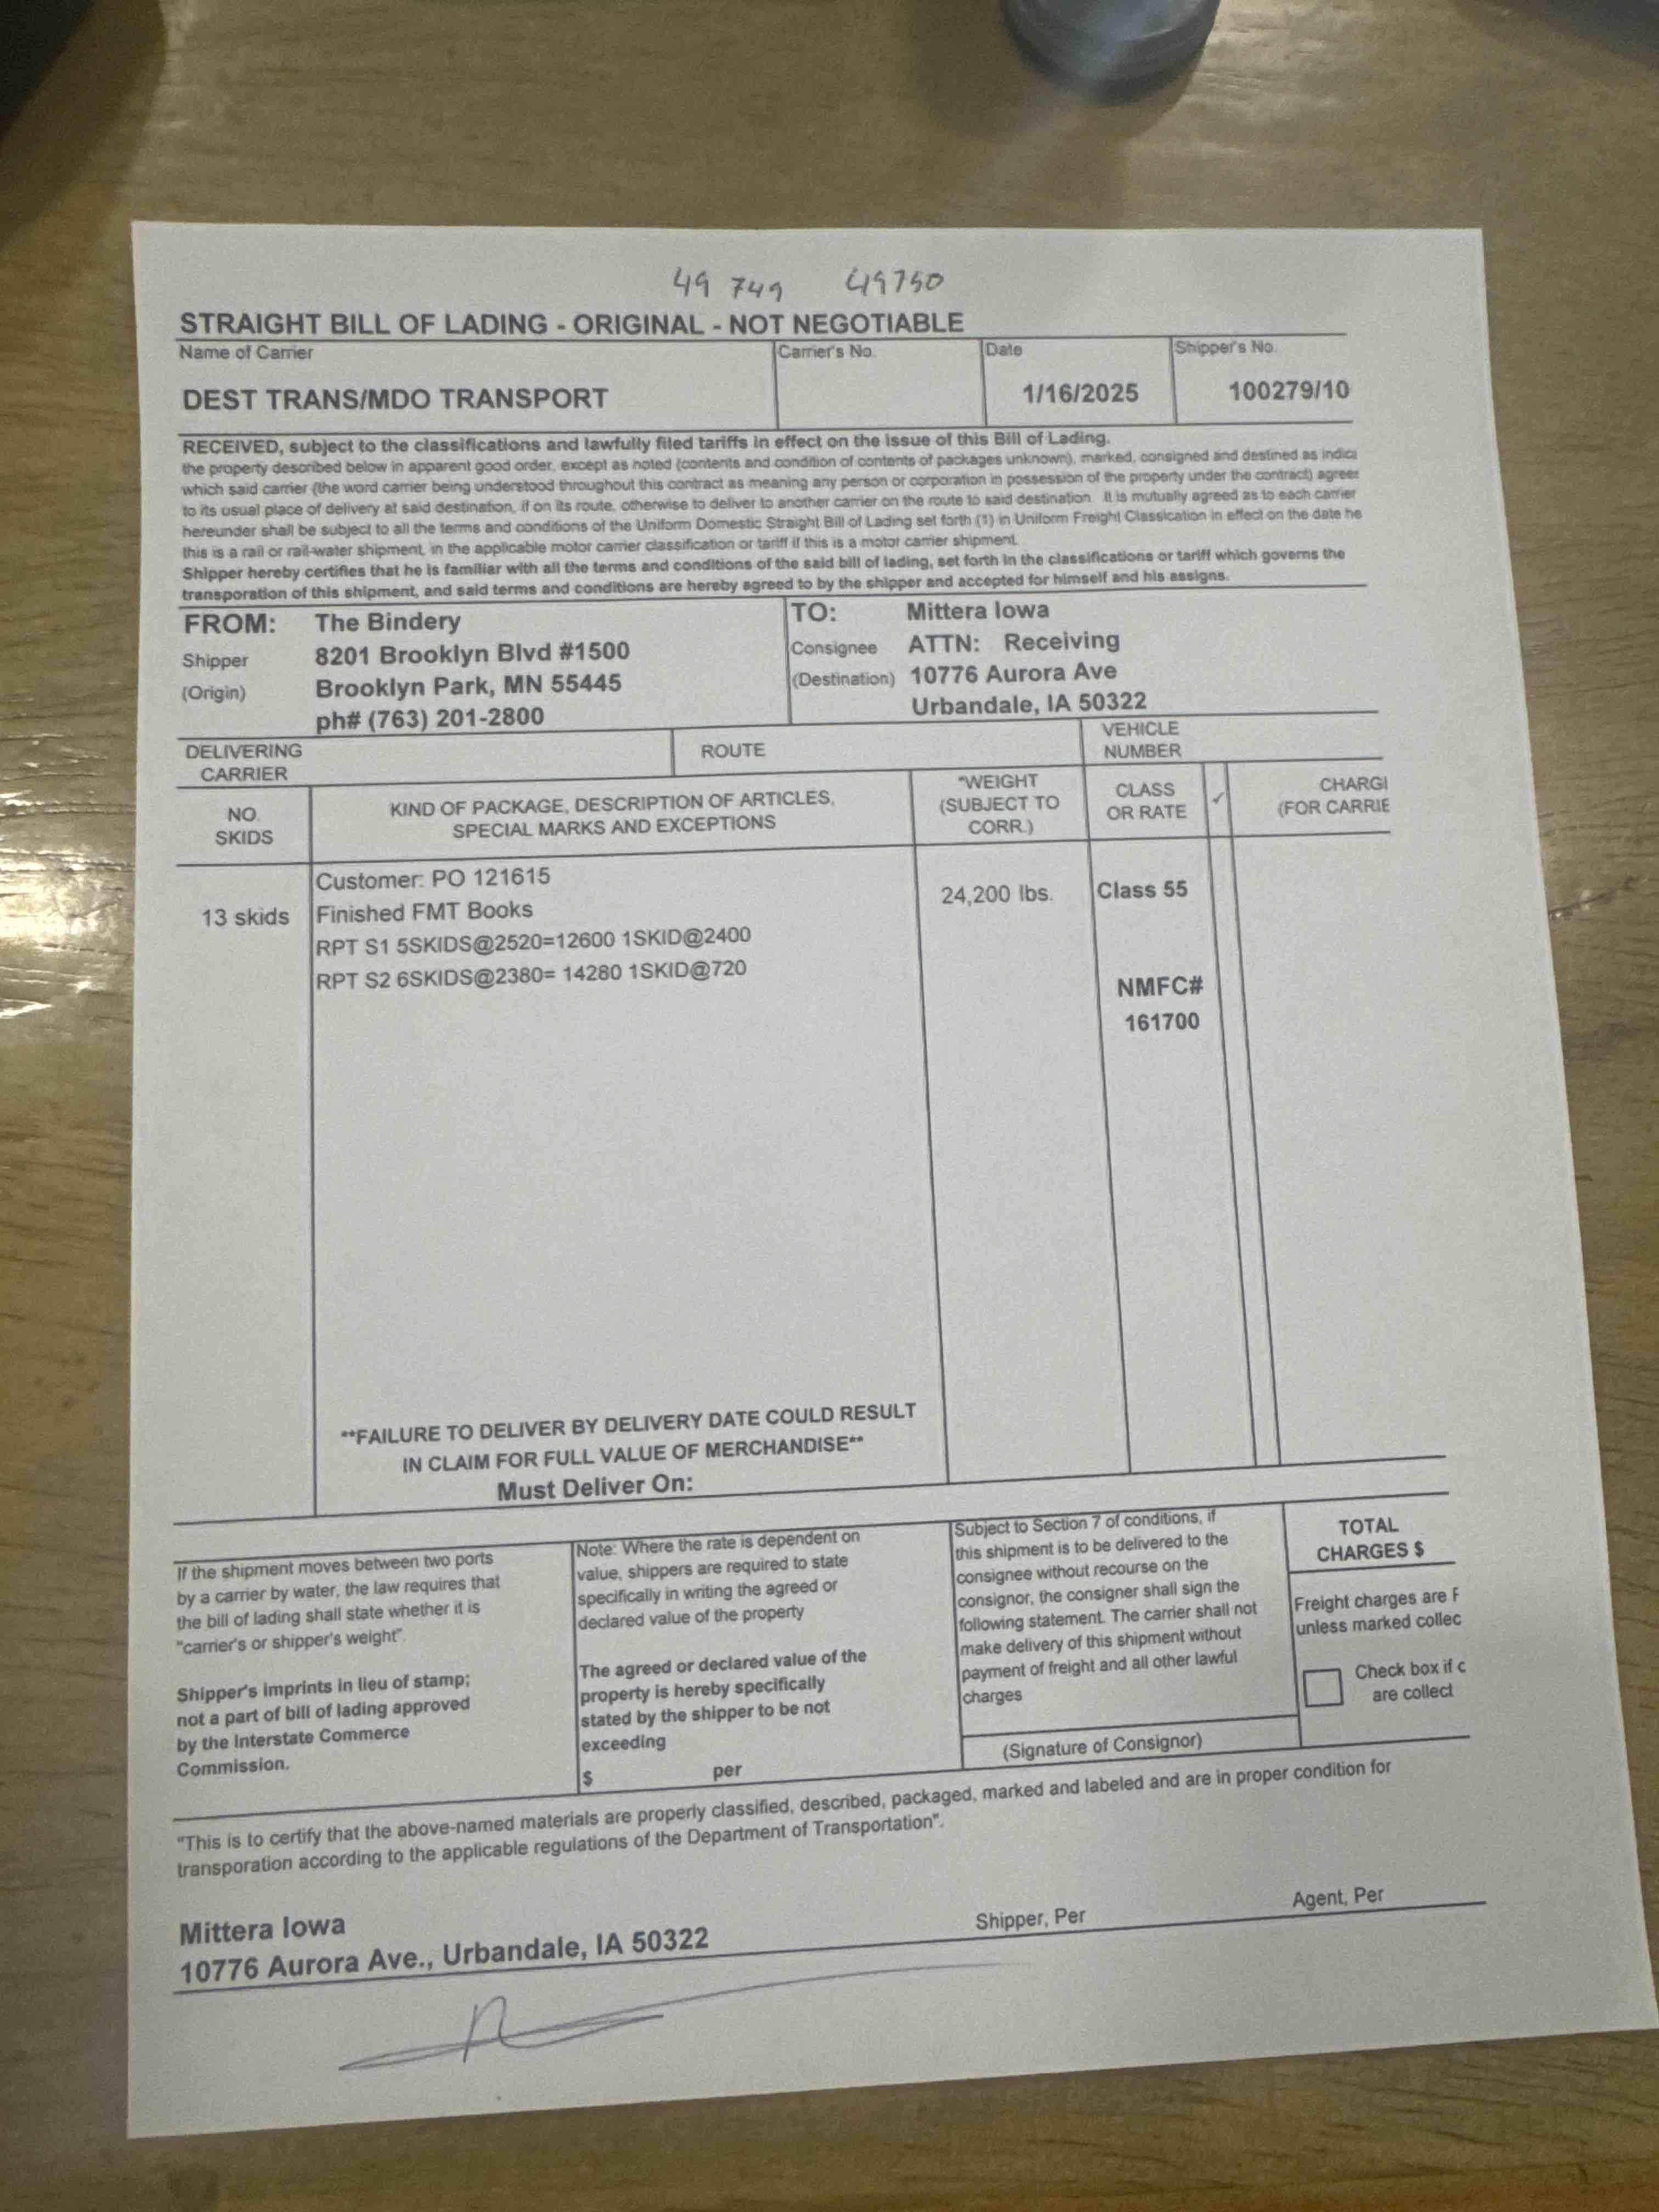 49 749 49750
STRAIGHT BILL OF LADING - ORIGINAL - NOT NEGOTIABLE
Name of Carrier Carrier's No. Date Shipper's No.
DEST TRANS/MDO TRANSPORT 1/16/2025 100279/10
RECEIVED, subject to the classifications and lawfully filed tariffs in effect on the issue of this Bill of Lading.
the property described below in apparent good order, except as noted (contents and condition of contents of packages unknown), marked, consigned and destined as indica
which said carrier (the word carrier being understood throughout this contract as meaning any person or corporation in possession of the property under the contract) agrees
to its usual place of delivery at said destination, if on its route, otherwise to deliver to another carrier on the route to said destination. It is mutually agreed as to each carrier
hereunder shall be subject to all the terms and conditions of the Uniform Domestic Straight Bill of Lading set forth (1) in Uniform Freight Classication in effect on the date he
this is a rail or rail-water shipment, in the applicable motor carrier classification or tariff if this is a motor carrier shipment.
Shipper hereby certifies that he is familiar with all the terms and conditions of the said bill of lading, set forth in the classifications or tariff which governs the
transporation of this shipment, and said terms and conditions are hereby agreed to by the shipper and accepted for himself and his assigns.
FROM: The Bindery
Shipper 8201 Brooklyn Blvd #1500
(Origin) Brooklyn Park, MN 55445
ph# (763) 201-2800
TO: Mittera Iowa
Consignee ATTN: Receiving
(Destination) 10776 Aurora Ave
Urbandale, IA 50322
DELIVERING
CARRIER
ROUTE
VEHICLE
NUMBER
NO.
SKIDS
KIND OF PACKAGE, DESCRIPTION OF ARTICLES,
SPECIAL MARKS AND EXCEPTIONS
*WEIGHT
(SUBJECT TO
CORR.)
CLASS
OR RATE
✓
CHARGI
(FOR CARRIE
Customer: PO 121615
13 skids Finished FMT Books 24,200 lbs. Class 55
RPT S1 5SKIDS@2520=12600 1SKID@2400
RPT S2 6SKIDS@2380= 14280 1SKID@720
NMFC#
161700
**FAILURE TO DELIVER BY DELIVERY DATE COULD RESULT
IN CLAIM FOR FULL VALUE OF MERCHANDISE**
Must Deliver On:
If the shipment moves between two ports
by a carrier by water, the law requires that
the bill of lading shall state whether it is
"carrier's or shipper's weight".
Shipper's imprints in lieu of stamp;
not a part of bill of lading approved
by the Interstate Commerce
Commission.
Note: Where the rate is dependent on
value, shippers are required to state
specifically in writing the agreed or
declared value of the property
The agreed or declared value of the
property is hereby specifically
stated by the shipper to be not
exceeding
$ per
Subject to Section 7 of conditions, if
this shipment is to be delivered to the
consignee without recourse on the
consignor, the consigner shall sign the
following statement. The carrier shall not
make delivery of this shipment without
payment of freight and all other lawful
charges
(Signature of Consignor)
TOTAL
CHARGES $
Freight charges are F
unless marked collec
Check box if c
are collect
"This is to certify that the above-named materials are properly classified, described, packaged, marked and labeled and are in proper condition for
transporation according to the applicable regulations of the Department of Transportation".
Mittera Iowa
10776 Aurora Ave., Urbandale, IA 50322
Shipper, Per
Agent, Per